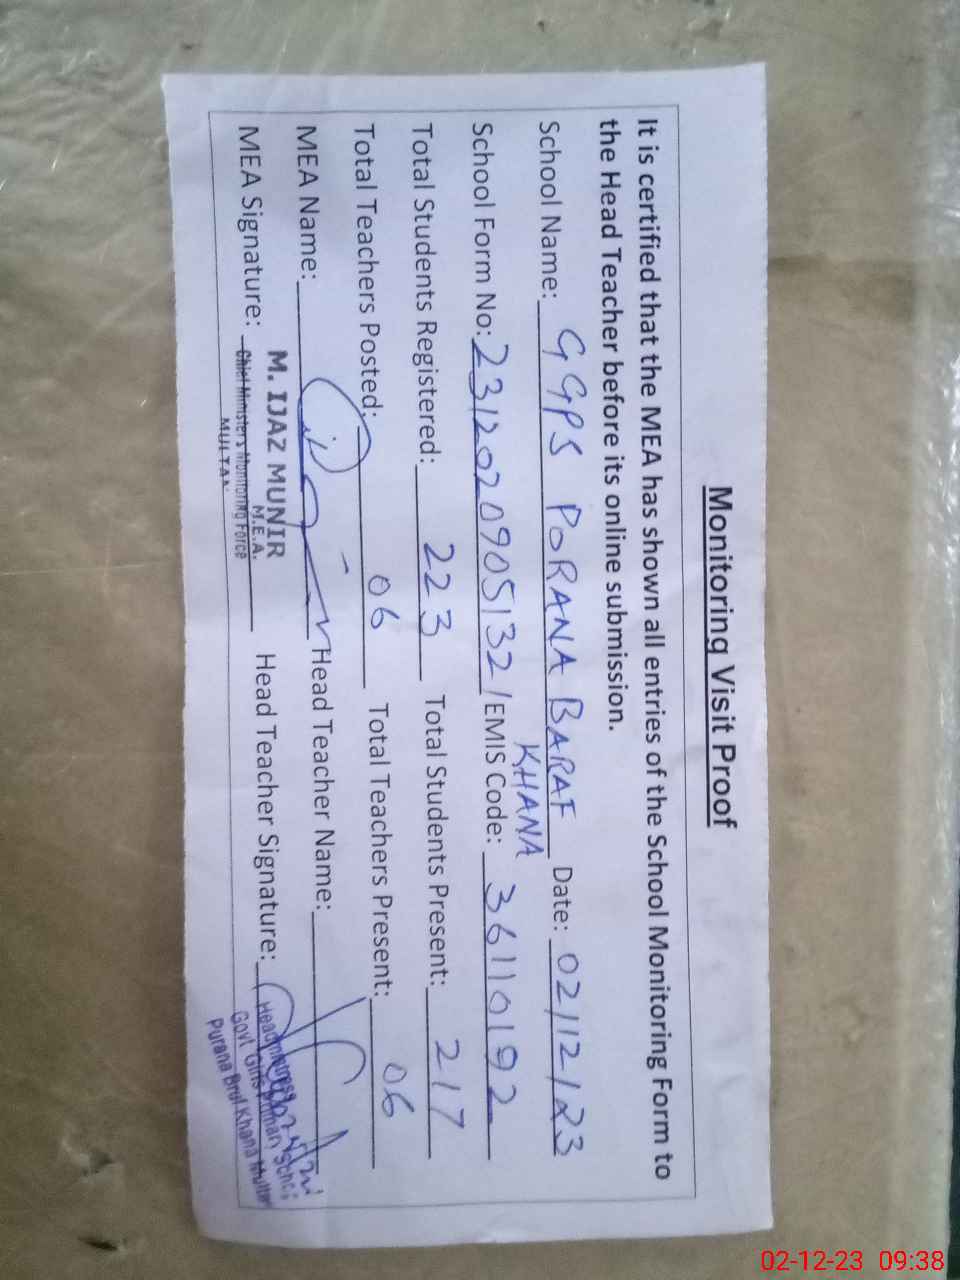 Monitoring Visit Proof
It is certified that the MEA has shown all entries of the School Monitoring Form to
the Head Teacher before its online submission.
School Name: GGPS PORANA BARAF KHANA Date: 02/12/23
School Form No: 231202090513 2/EMIS Code: 36110192
Total Students Registered: 223 Total Students Present: 217
Total Teachers Posted: 06 Total Teachers Present: 06
MEA Name: Head Teacher Name:
MEA Signature: Head Teacher Signature:
M. IJAZ MUNIR
M.E.A.
Chief Minister's Monitoring Force
MULTAN
Headmistress
Govt Girls
Purana Khana
02-12-23 09:38